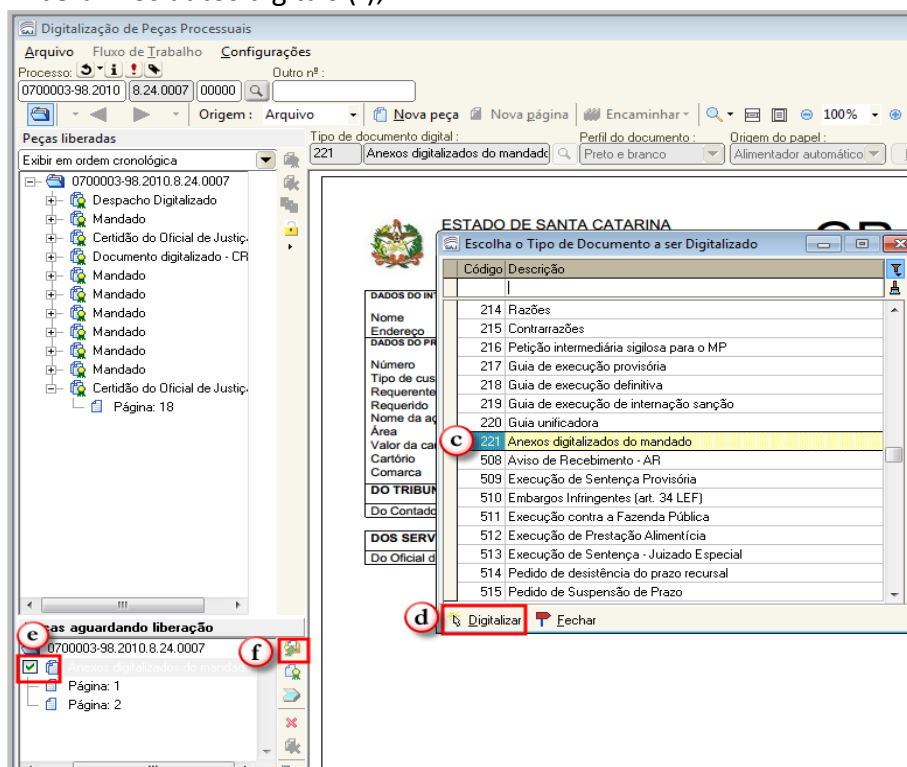 Digitalização de Peças Processuais
Arquivo Fluxo de Trabalho Configurações
Processo: Outro nº :
0700003-98.2010 8.24.0007 00000
Origem : Arquivo Nova peça Nova página Encaminhar 100%
Peças liberadas
Tipo de documento digital : Perfil do documento : Origem do papel :
Exibir em ordem cronológica
221 Anexos digitalizados do mandado Preto e branco Alimentador automático
0700003-98.2010.8.24.0007
Despacho Digitalizado
Mandado
Certidão do Oficial de Justiç
Documento digitalizado - CR
Mandado
Mandado
Mandado
Mandado
Mandado
Mandado
Certidão do Oficial de Justiç
Página: 18
ESTADO DE SANTA CATARINA
DADOS DO IN
Nome
Endereço
DADOS DO PR
Número
Tipo de cus
Requerente
Requerido
Nome da aç
Área
Valor da ca
Cartório
Comarca
DO TRIBUN
Do Contado
DOS SERV
Do Oficial d
Escolha o Tipo de Documento a ser Digitalizado
Código Descrição
214 Razões
215 Contrarrazões
216 Petição intermediária sigilosa para o MP
217 Guia de execução provisória
218 Guia de execução definitiva
219 Guia de execução de internação sanção
220 Guia unificadora
c 221 Anexos digitalizados do mandado
508 Aviso de Recebimento - AR
509 Execução de Sentença Provisória
510 Embargos Infringentes (art. 34 LEF)
511 Execução contra a Fazenda Pública
512 Execução de Prestação Alimentícia
513 Execução de Sentença - Juizado Especial
514 Pedido de desistência do prazo recursal
515 Pedido de Suspensão de Prazo
d Digitalizar Fechar
e as aguardando liberação
0700003-98.2010.8.24.0007 f
Anexos digitalizados do mandad
Página: 1
Página: 2